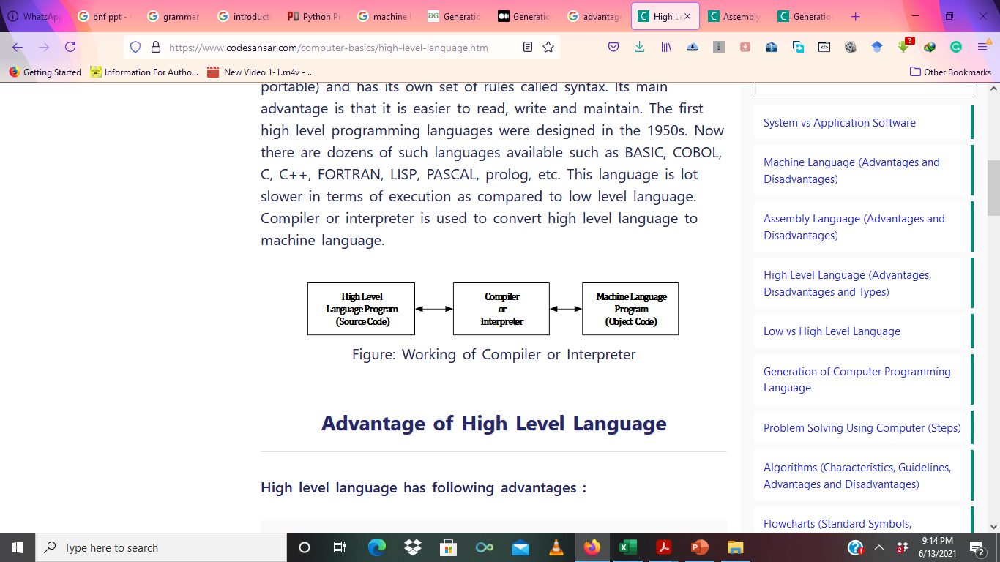 WhatsApp
bnf ppt -
grammar
introducti
Python Pr
machine
Generatio
Generatio
advantage
High Le
Assembly
Generatio
https://www.codesansar.com/computer-basics/high-level-language.htm
Getting Started
Information For Autho...
New Video 1-1.m4v - ...
Other Bookmarks
portable) and has its own set of rules called syntax. Its main
advantage is that it is easier to read, write and maintain. The first
high level programming languages were designed in the 1950s. Now
there are dozens of such languages available such as BASIC, COBOL,
C, C++, FORTRAN, LISP, PASCAL, prolog, etc. This language is lot
slower in terms of execution as compared to low level language.
Compiler or interpreter is used to convert high level language to
machine language.
High Level
Language Program
(Source Code)
Compiler
or
Interpreter
Machine Language
Program
(Object Code)
Figure: Working of Compiler or Interpreter
Advantage of High Level Language
High level language has following advantages :
System vs Application Software
Machine Language (Advantages and
Disadvantages)
Assembly Language (Advantages and
Disadvantages)
High Level Language (Advantages,
Disadvantages and Types)
Low vs High Level Language
Generation of Computer Programming
Language
Problem Solving Using Computer (Steps)
Algorithms (Characteristics, Guidelines,
Advantages and Disadvantages)
Flowcharts (Standard Symbols,
Type here to search
9:14 PM
6/13/2021
2